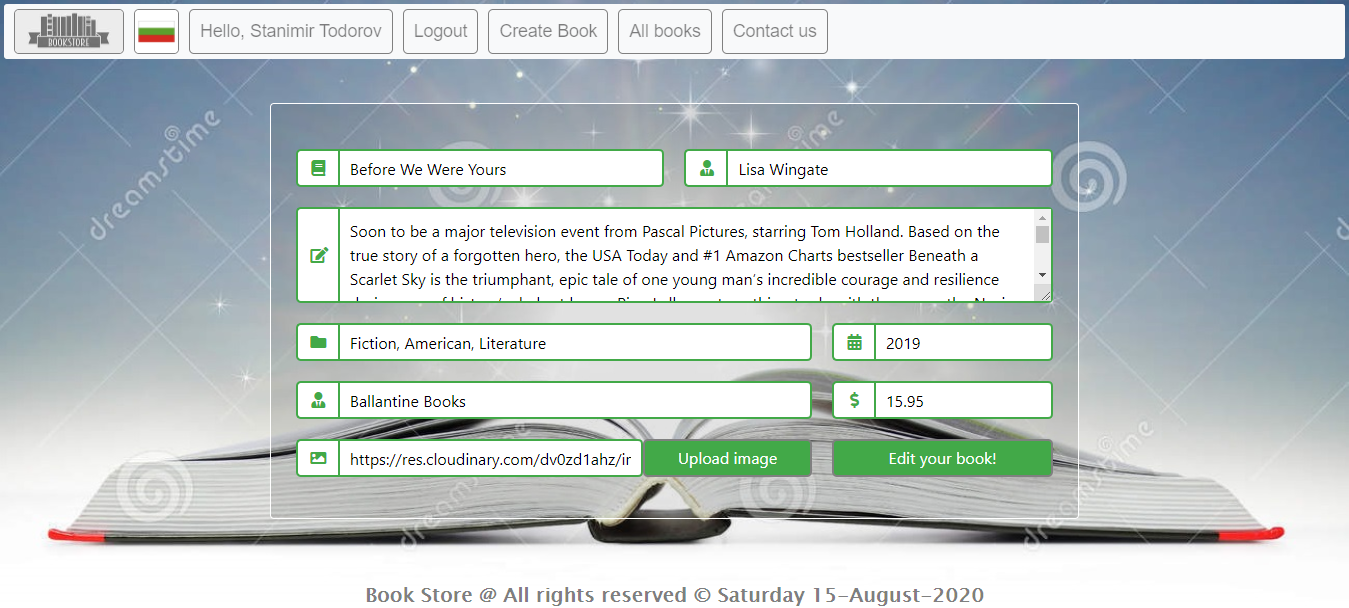 BOOKSTORE
Hello, Stanimir Todorov
Logout
Create Book
All books
Contact us
Before We Were Yours
Lisa Wingate
Soon to be a major television event from Pascal Pictures, starring Tom Holland. Based on the
true story of a forgotten hero, the USA Today and #1 Amazon Charts bestseller Beneath a
Scarlet Sky is the triumphant, epic tale of one young man's incredible courage and resilience
Fiction, American, Literature
2019
Ballantine Books
15.95
https://res.cloudinary.com/dv0zd1ahz/ir
Upload image
Edit your book!
dreamstime
dreamstime
dreamstime
dreamstime
Book Store @ All rights reserved © Saturday 15-August-2020